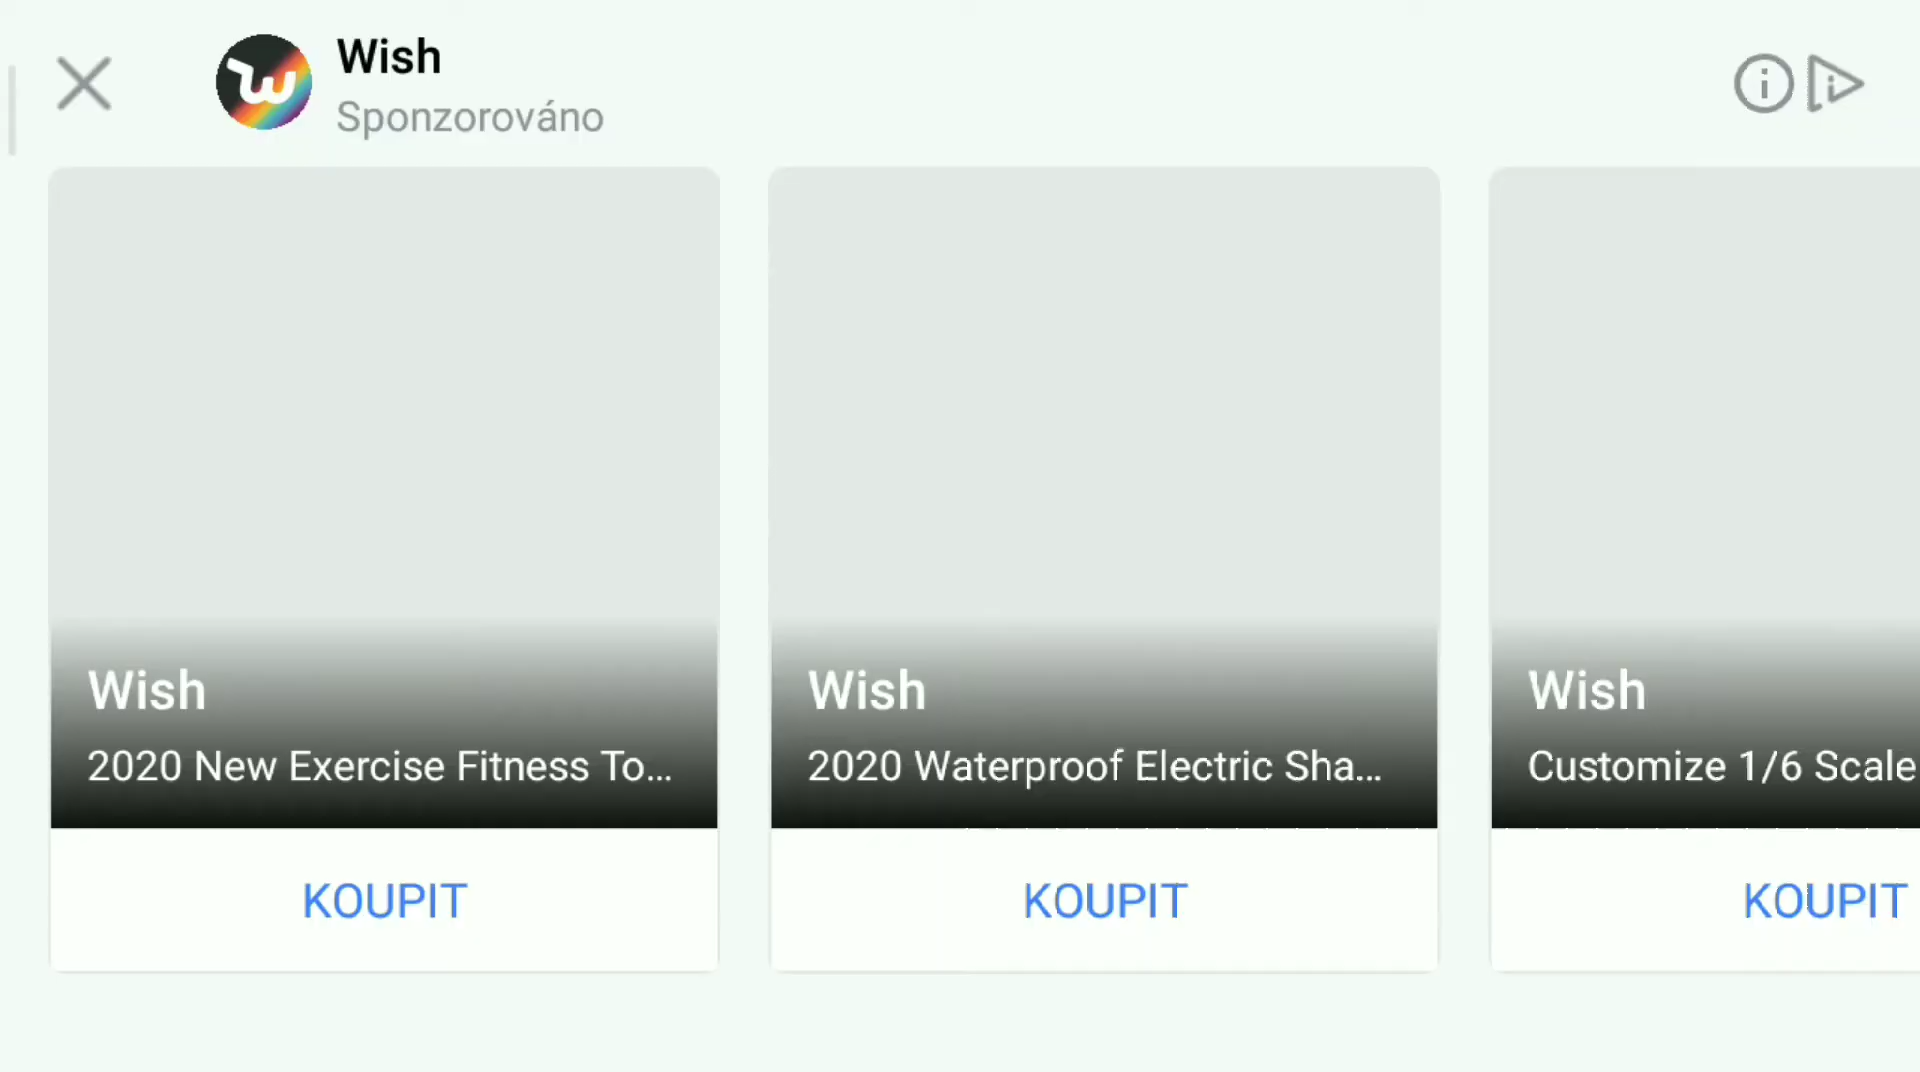 Wish
Sponzorováno
Wish
2020 New Exercise Fitness To...
KOUPIT
Wish
2020 Waterproof Electric Sha...
KOUPIT
Wish
Customize 1/6 Scale
KOUPIT